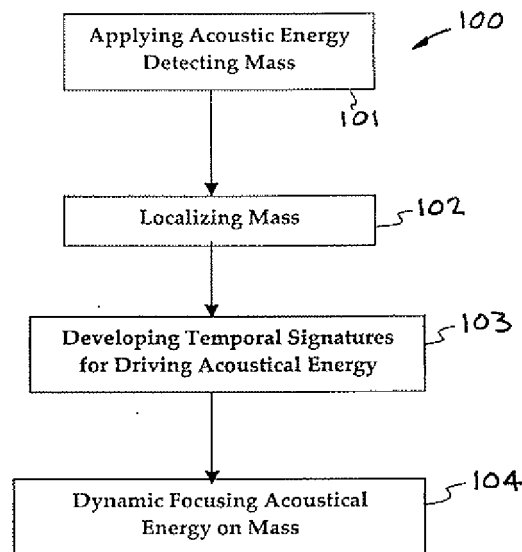 Applying Acoustic Energy
Detecting Mass
100
101
Localizing Mass
102
Developing Temporal Signatures
for Driving Acoustical Energy
103
Dynamic Focusing Acoustical
Energy on Mass
104